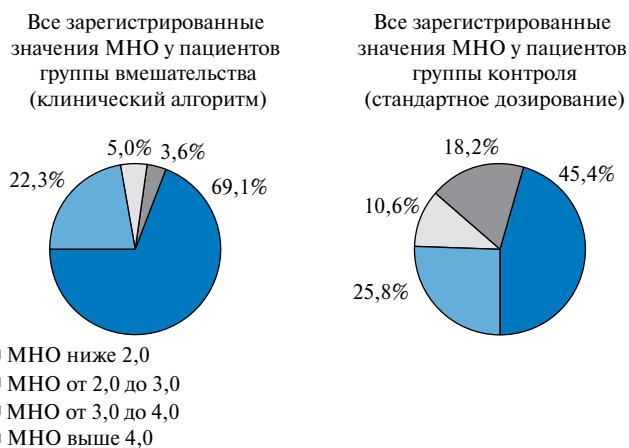 Все зарегистрированные
значения МНО у пациентов
группы вмешательства
(клинический алгоритм)
5,0%
3,6%
22,3%
69,1%
Все зарегистрированные
значения МНО у пациентов
группы контроля
(стандартное дозирование)
18,2%
45,4%
10,6%
25,8%
МНО ниже 2,0
МНО от 2,0 до 3,0
МНО от 3,0 до 4,0
МНО выше 4,0